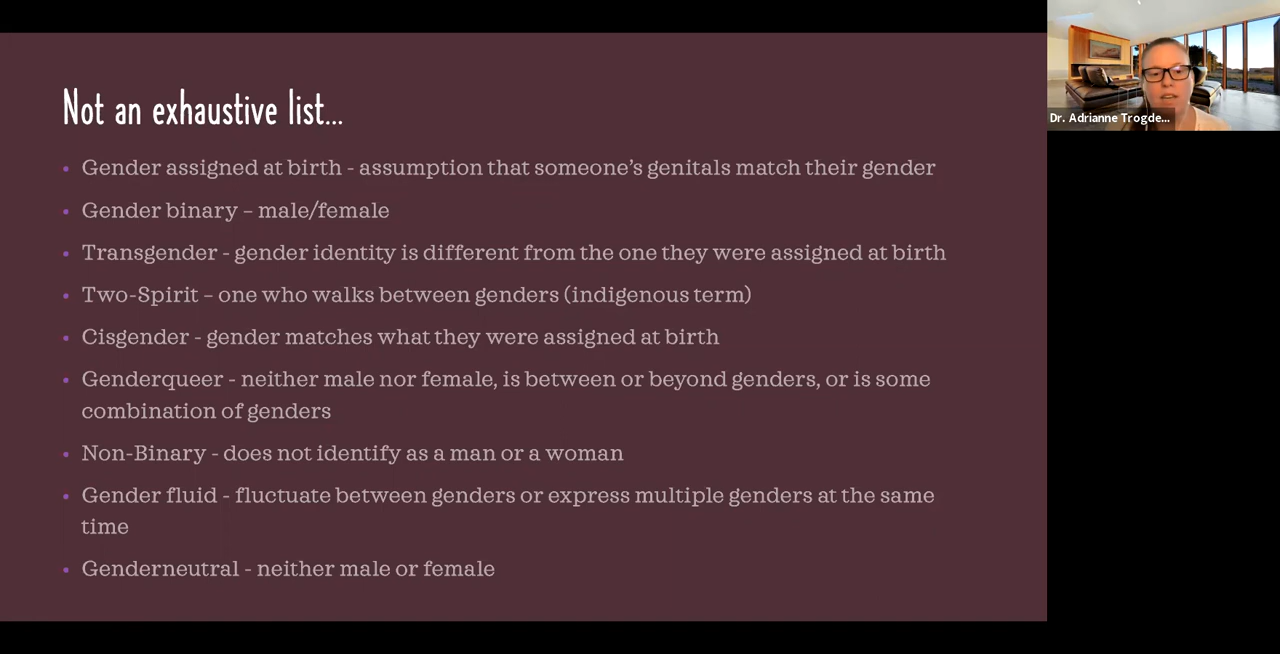 Not an exhaustive list...
• Gender assigned at birth - assumption that someone's genitals match their gender
• Gender binary – male/female
• Transgender - gender identity is different from the one they were assigned at birth
• Two-Spirit – one who walks between genders (indigenous term)
• Cisgender - gender matches what they were assigned at birth
• Genderqueer - neither male nor female, is between or beyond genders, or is some
combination of genders
• Non-Binary - does not identify as a man or a woman
• Gender fluid - fluctuate between genders or express multiple genders at the same
time
• Genderneutral - neither male or female
Dr. Adrianne Trogde...